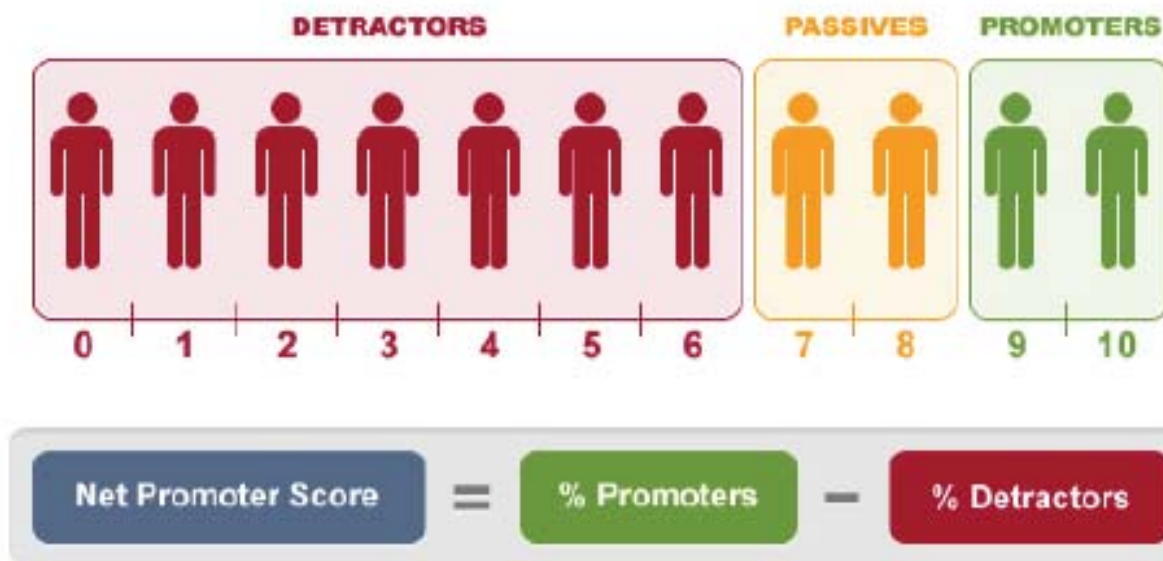 DETRACTORS PASSIVES PROMOTERS
0 1 2 3 4 5 6 7 8 9 10
Net Promoter Score = % Promoters – % Detractors